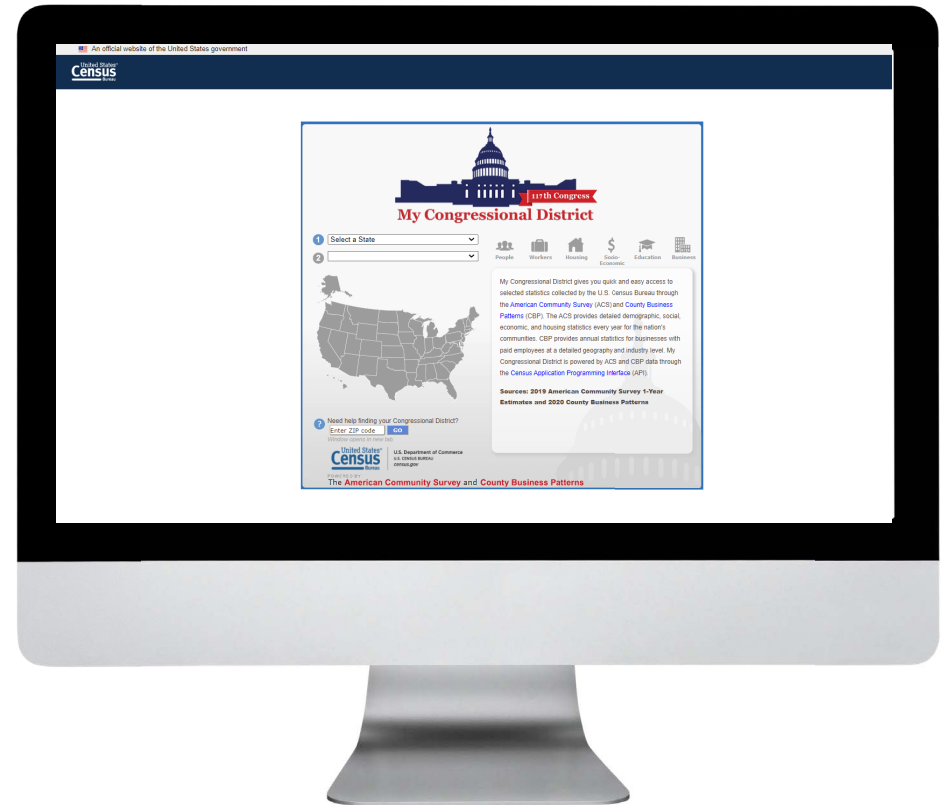 An official website of the United States government
United States®
Census
Bureau
117th Congress
My Congressional District
1 Select a State
2
People Workers Housing Socio-Economic Education Business
My Congressional District gives you quick and easy access to
selected statistics collected by the U.S. Census Bureau through
the American Community Survey (ACS) and County Business
Patterns (CBP). The ACS provides detailed demographic, social,
economic, and housing statistics every year for the nation's
communities. CBP provides annual statistics for businesses with
paid employees at a detailed geography and industry level. My
Congressional District is powered by ACS and CBP data through
the Census Application Programming Interface (API).
Sources: 2019 American Community Survey 1-Year
Estimates and 2020 County Business Patterns
? Need help finding your Congressional District?
Enter ZIP code GO
Window opens in new tab
United States®
Census
Bureau
U.S. Department of Commerce
U.S. CENSUS BUREAU
census.gov
POWERED BY
The American Community Survey and County Business Patterns